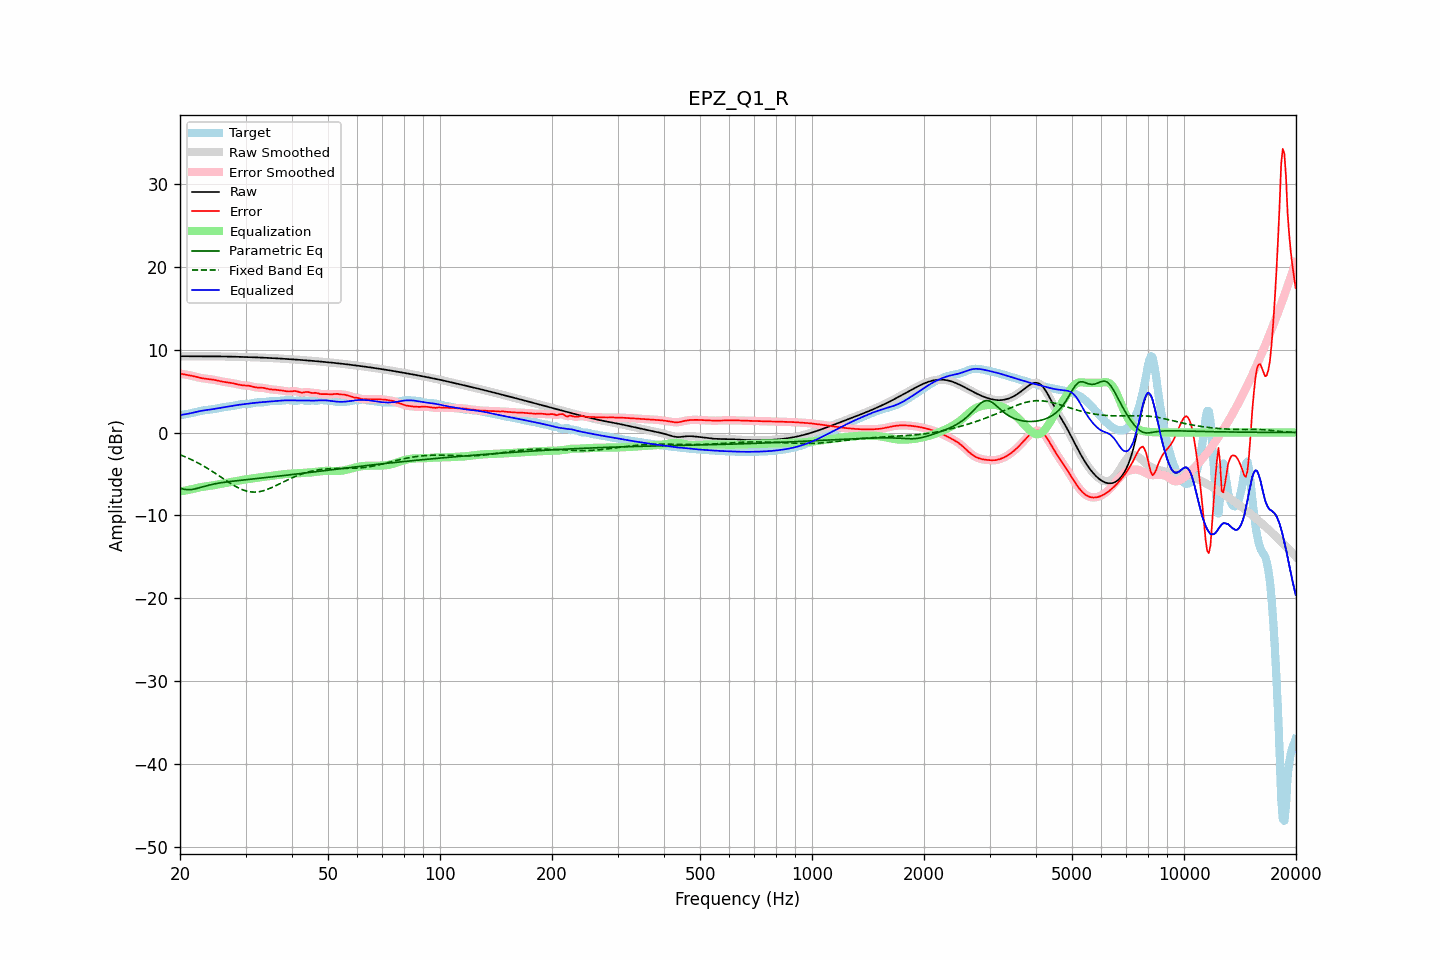 EPZ_Q1_R
Target
Raw Smoothed
Error Smoothed
Raw
Error
Equalization
Parametric Eq
Fixed Band Eq
Equalized
Amplitude (dBr)
30
20
10
0
−10
−20
−30
−40
−50
20
50
100
200
500
1000
2000
5000
10000
20000
Frequency (Hz)